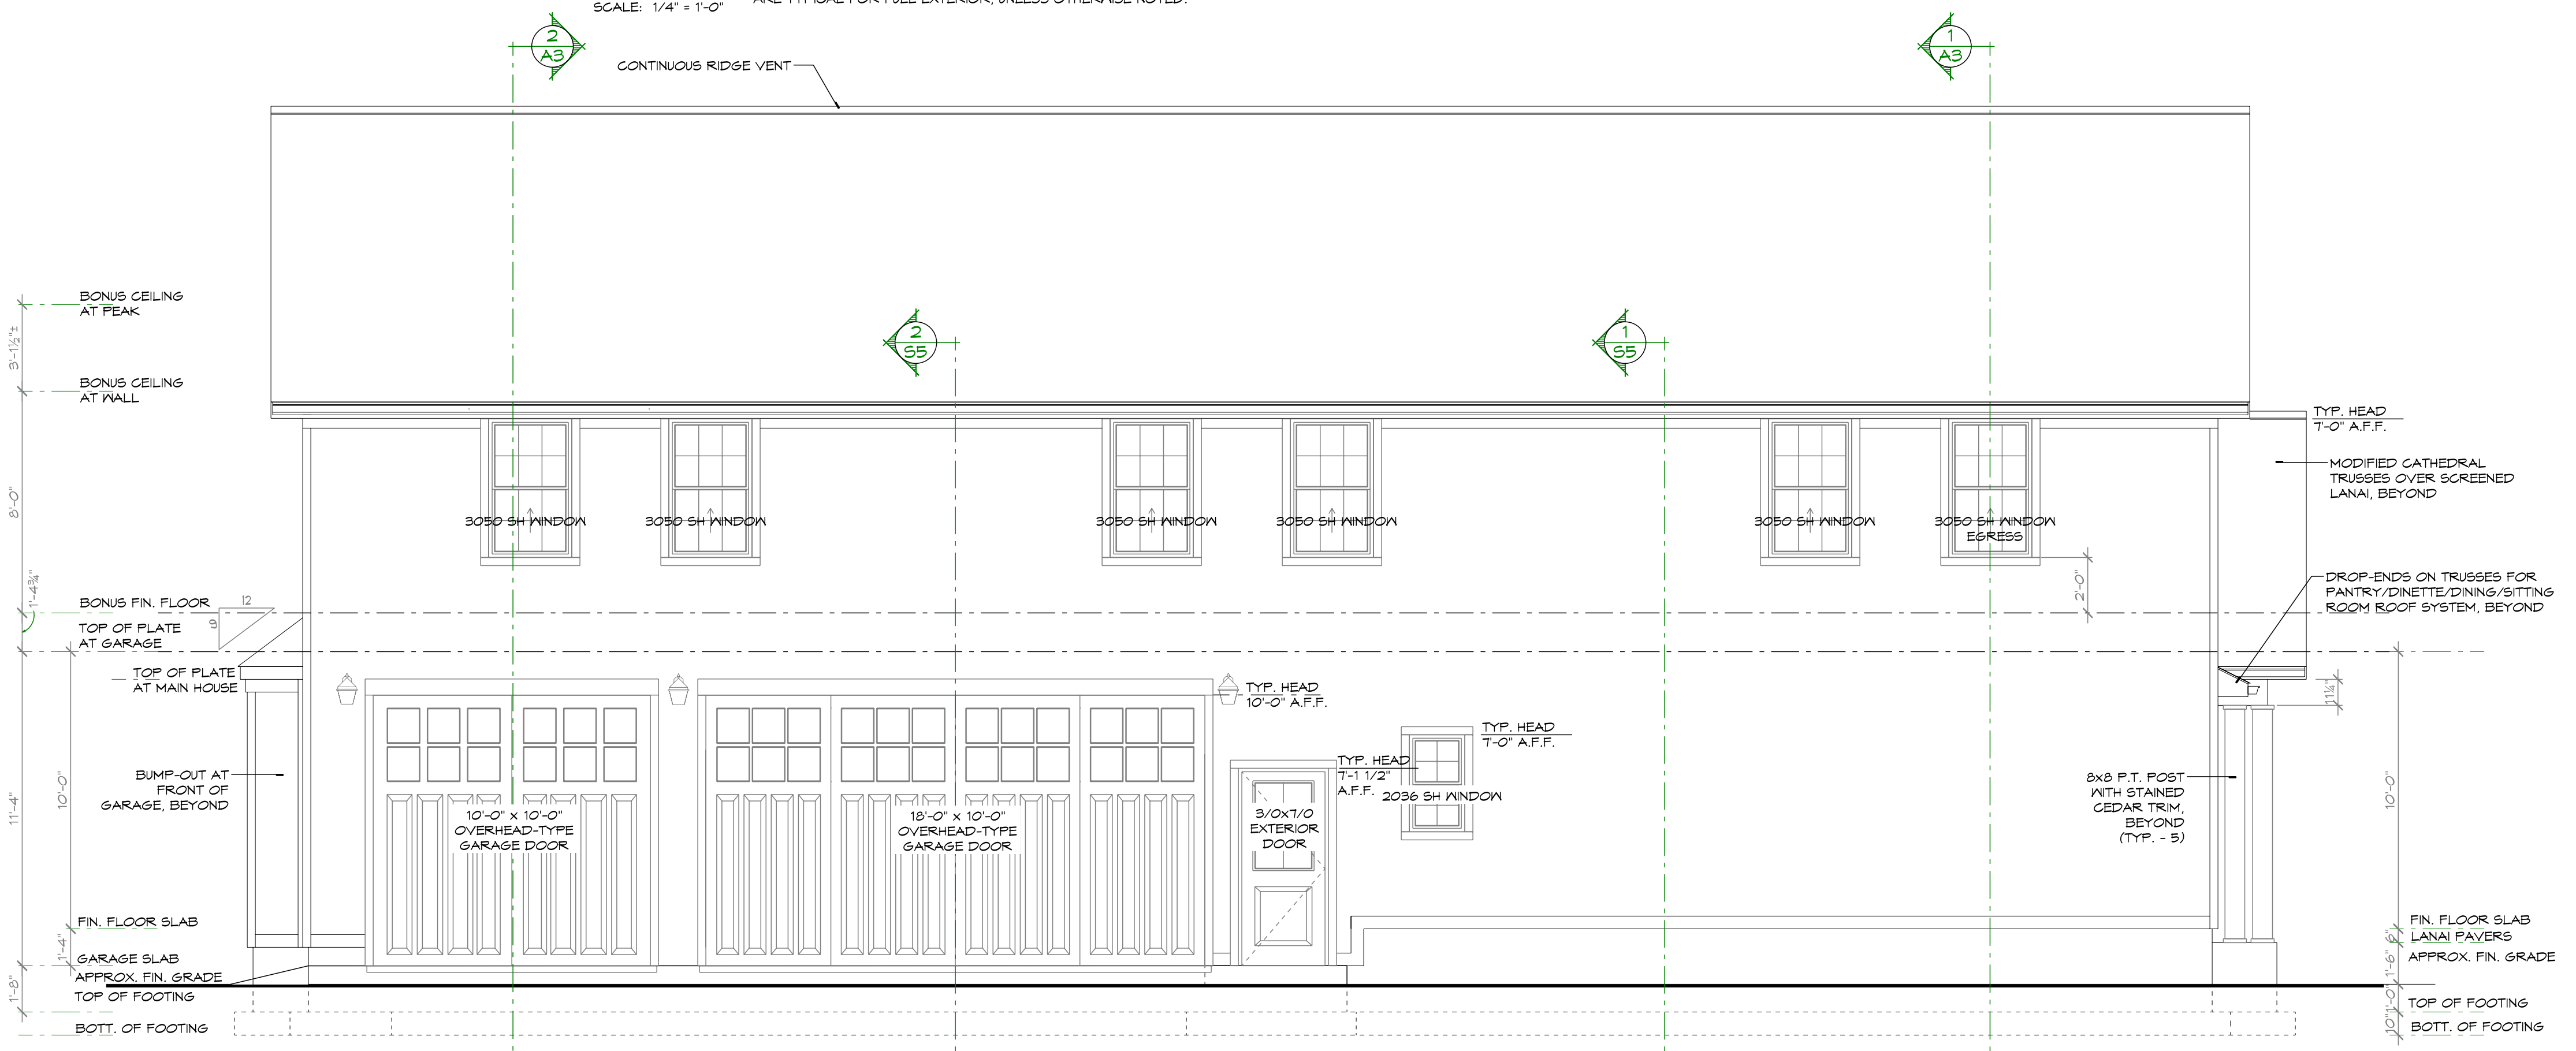 SCALE: 1/4" = 1'-0"
2
A3
1
A3
CONTINUOUS RIDGE VENT
BONUS CEILING
AT PEAK
3'-1½"±
BONUS CEILING
AT WALL
2
S5
1
S5
TYP. HEAD
7'-0" A.F.F.
MODIFIED CATHEDRAL
TRUSSES OVER SCREENED
LANAI, BEYOND
8'-0"
3050 SH WINDOW
3050 SH WINDOW
3050 SH WINDOW
3050 SH WINDOW
3050 SH WINDOW
3050 SH WINDOW
EGRESS
2'-0"
DROP-ENDS ON TRUSSES FOR
PANTRY/DINETTE/DINING/SITTING
ROOM ROOF SYSTEM, BEYOND
1'-4¾"
BONUS FIN. FLOOR
12
9
TOP OF PLATE
AT GARAGE
TOP OF PLATE
AT MAIN HOUSE
TYP. HEAD
10'-0" A.F.F.
1¼"
TYP. HEAD
7'-0" A.F.F.
TYP. HEAD
7'-1 1/2"
A.F.F.
2036 SH WINDOW
BUMP-OUT AT
FRONT OF
GARAGE, BEYOND
11'-4"
10'-0"
10'-0" x 10'-0"
OVERHEAD-TYPE
GARAGE DOOR
18'-0" x 10'-0"
OVERHEAD-TYPE
GARAGE DOOR
3/0x7/0
EXTERIOR
DOOR
8x8 P.T. POST
WITH STAINED
CEDAR TRIM,
BEYOND
(TYP. - 5)
10'-0"
FIN. FLOOR SLAB
1'-4"
GARAGE SLAB
APPROX. FIN. GRADE
TOP OF FOOTING
1'-8"
BOTT. OF FOOTING
FIN. FLOOR SLAB
6"
LANAI PAVERS
1'-6"
APPROX. FIN. GRADE
1'-0"
TOP OF FOOTING
10"
BOTT. OF FOOTING